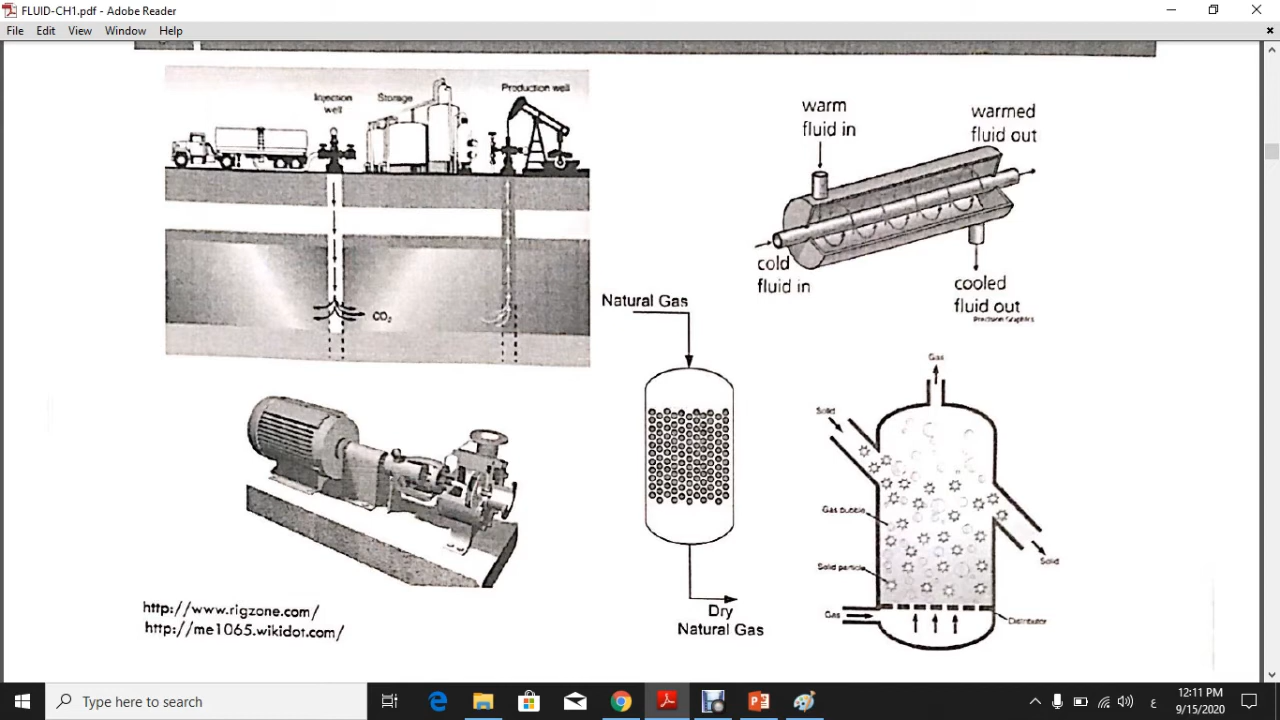 FLUID-CH1.pdf - Adobe Reader
File Edit View Window Help
Injection
well
Storage
Production well
CO₂
warm
fluid in
warmed
fluid out
cold
fluid in
cooled
fluid out
Precision Graphics
Natural Gas
Dry
Natural Gas
Gas
Solid
Gas bubble
Solid particle
Solid
Gas
Distributor
http://www.rigzone.com/
http://me1065.wikidot.com/
Type here to search
ع
12:11 PM
9/15/2020